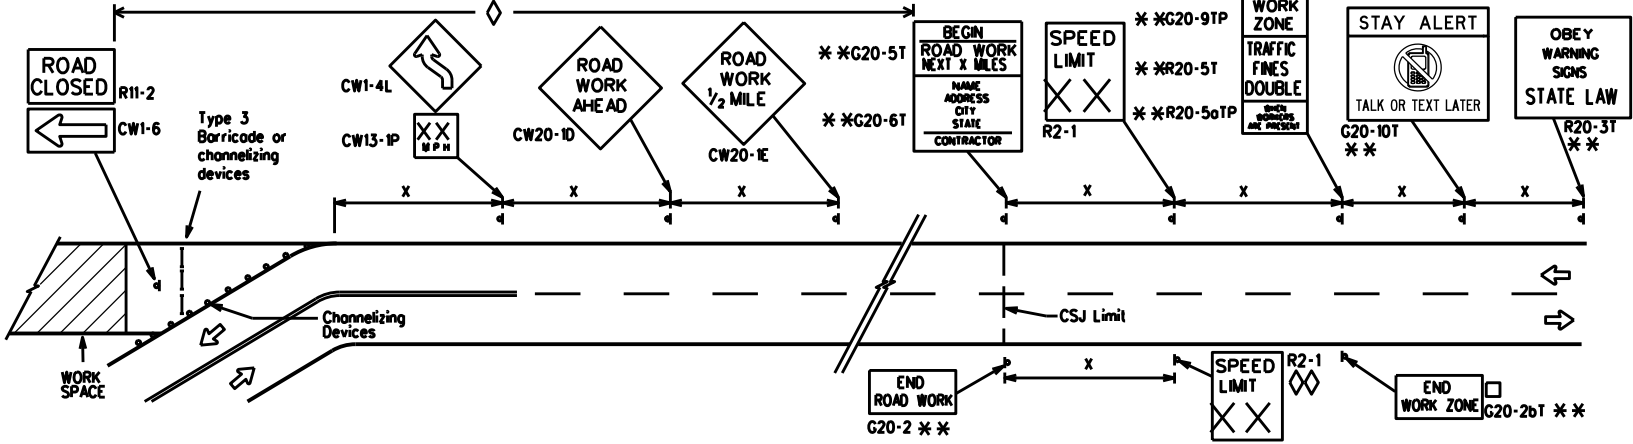 ROAD
CLOSED
R11-2
CW1-6
Type 3
Barricade or
channelizing
devices
CW1-4L
XX
MPH
CW13-1P
ROAD
WORK
AHEAD
CW20-1D
ROAD
WORK
1/2 MILE
CW20-1E
* *G20-5T
* *G20-6T
BEGIN
ROAD WORK
NEXT X MILES
NAME
ADDRESS
CITY
STATE
CONTRACTOR
SPEED
LIMIT
XX
R2-1
* *G20-9TP
* *R20-5T
* *R20-5aTP
WORK
ZONE
TRAFFIC
FINES
DOUBLE
WHEN
WORKERS
ARE PRESENT
STAY ALERT
TALK OR TEXT LATER
G20-10T
* *
OBEY
WARNING
SIGNS
STATE LAW
R20-3T
* *
X
X
X
X
X
X
X
Channelizing
Devices
WORK
SPACE
CSJ Limit
X
END
ROAD WORK
G20-2 * *
SPEED
LIMIT
XX
R2-1
END
WORK ZONE
G20-2bT * *